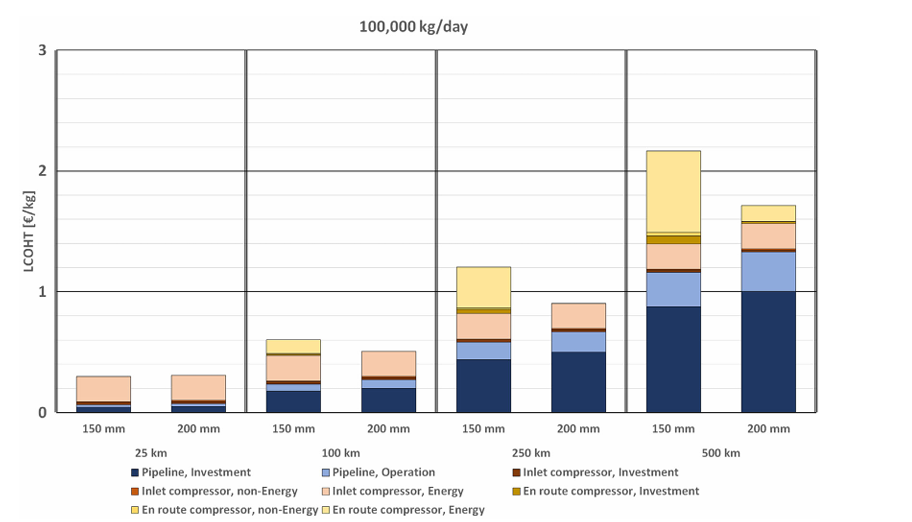 100,000 kg/day
3
2
1
0
LCOHT [€/kg]
150 mm 200 mm 150 mm 200 mm 150 mm 200 mm 150 mm 200 mm
25 km 100 km 250 km 500 km
Pipeline, Investment Pipeline, Operation Inlet compressor, Investment
Inlet compressor, non-Energy Inlet compressor, Energy En route compressor, Investment
En route compressor, non-Energy En route compressor, Energy